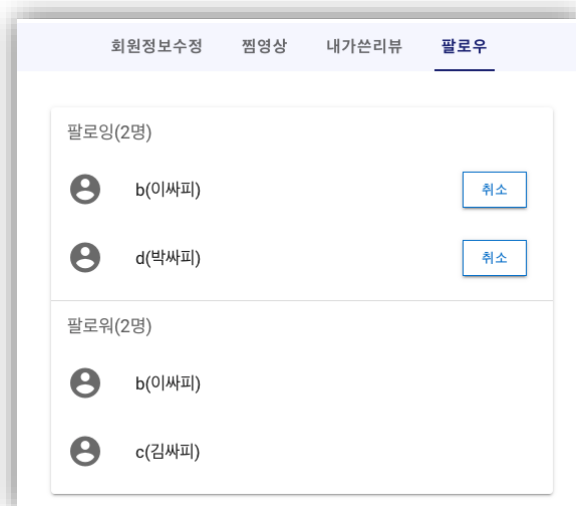 회원정보수정 찜영상 내가쓴리뷰 팔로우
팔로잉(2명)
b(이싸피) 취소
d(박싸피) 취소
팔로워(2명)
b(이싸피)
c(김싸피)